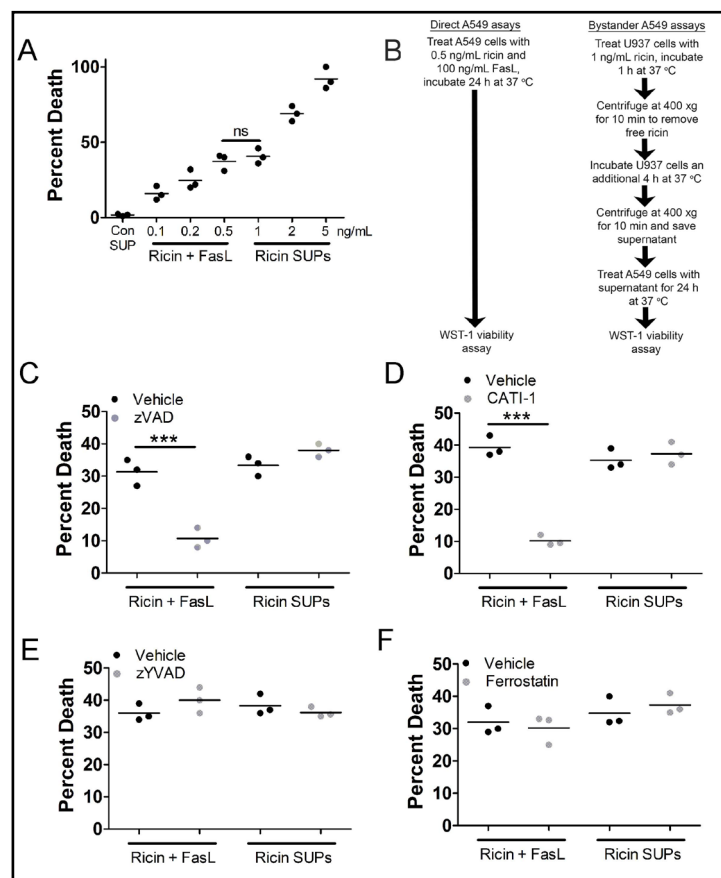 A
Percent Death
100
50
0
ns
Con
SUP
0.1
0.2
0.5
1
2
5
ng/mL
Ricin + FasL
Ricin SUPs
B
Direct A549 asays
Treat A549 cells with
0.5 ng/mL ricin and
100 ng/mL FasL,
incubate 24 h at 37 °C
WST-1 viability
assay
Bystander A549 assays
Treat U937 cells with
1 ng/mL ricin, incubate
1 h at 37 °C
Centrifuge at 400 xg
for 10 min to remove
free ricin
Incubate U937 cells an
additional 4 h at 37 °C
Centrifuge at 400 xg
for 10 min and save
supernatant
Treat A549 cells with
supernatant for 24 h
at 37 °C
WST-1 viability
assay
C
Vehicle
zVAD
***
Percent Death
50
40
30
20
10
0
Ricin + FasL
Ricin SUPs
D
Vehicle
CATI-1
***
Percent Death
50
40
30
20
10
0
Ricin + FasL
Ricin SUPs
E
Vehicle
zYVAD
Percent Death
50
40
30
20
10
0
Ricin + FasL
Ricin SUPs
F
Vehicle
Ferrostatin
Percent Death
50
40
30
20
10
0
Ricin + FasL
Ricin SUPs